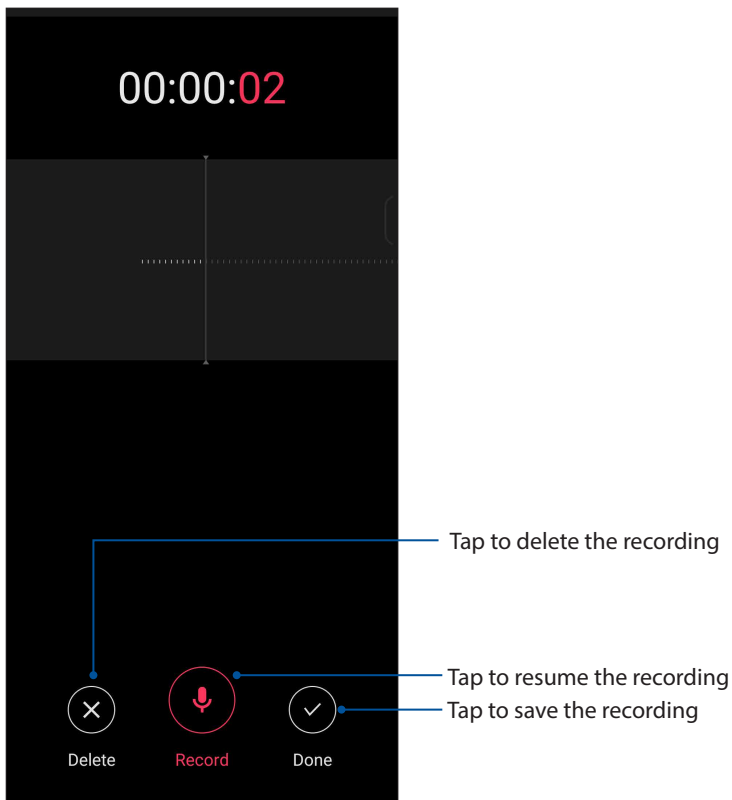 00:00:02
Tap to delete the recording
Tap to resume the recording
Tap to save the recording
Delete Record Done